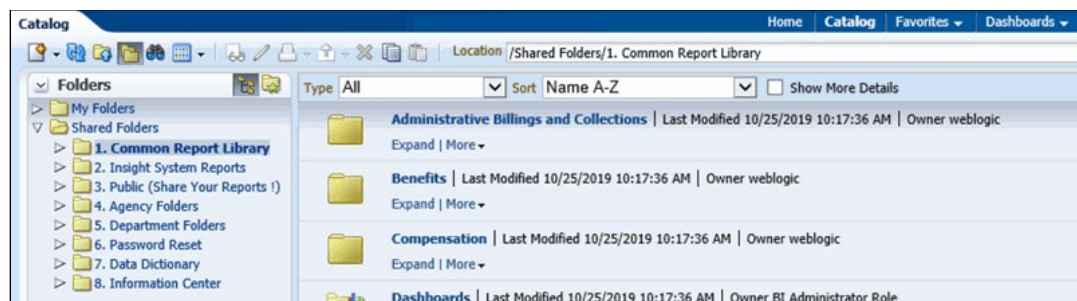 Catalog
Home Catalog Favorites Dashboards
Location /Shared Folders/1. Common Report Library
Folders
My Folders
Shared Folders
1. Common Report Library
2. Insight System Reports
3. Public (Share Your Reports !)
4. Agency Folders
5. Department Folders
6. Password Reset
7. Data Dictionary
8. Information Center
Type All Sort Name A-Z Show More Details
Administrative Billings and Collections | Last Modified 10/25/2019 10:17:36 AM | Owner weblogic
Expand | More
Benefits | Last Modified 10/25/2019 10:17:36 AM | Owner weblogic
Expand | More
Compensation | Last Modified 10/25/2019 10:17:36 AM | Owner weblogic
Expand | More
Dashboards | Last Modified 10/25/2019 10:17:36 AM | Owner BI Administrator Role